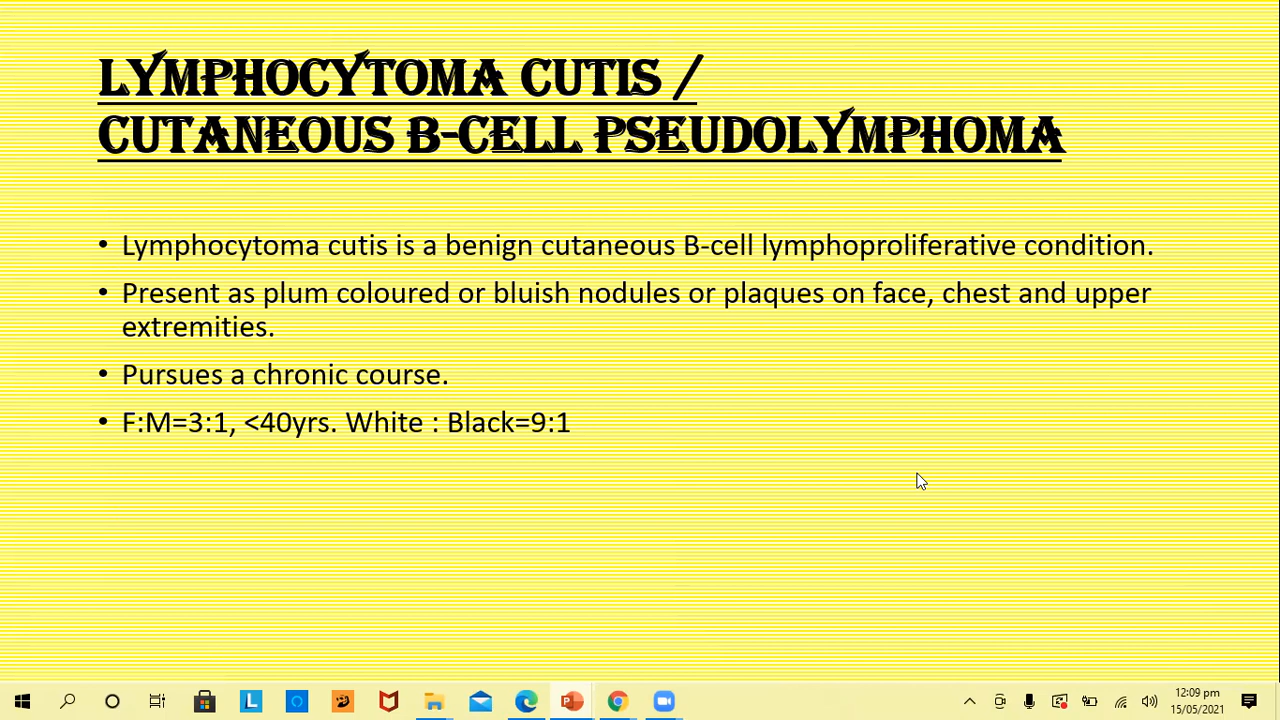 LYMPHOCYTOMA CUTIS /
CUTANEOUS B-CELL PSEUDOLYMPHOMA
• Lymphocytoma cutis is a benign cutaneous B-cell lymphoproliferative condition.
• Present as plum coloured or bluish nodules or plaques on face, chest and upper
extremities.
• Pursues a chronic course.
• F:M=3:1, <40yrs. White : Black=9:1
L
12:09 pm
15/05/2021